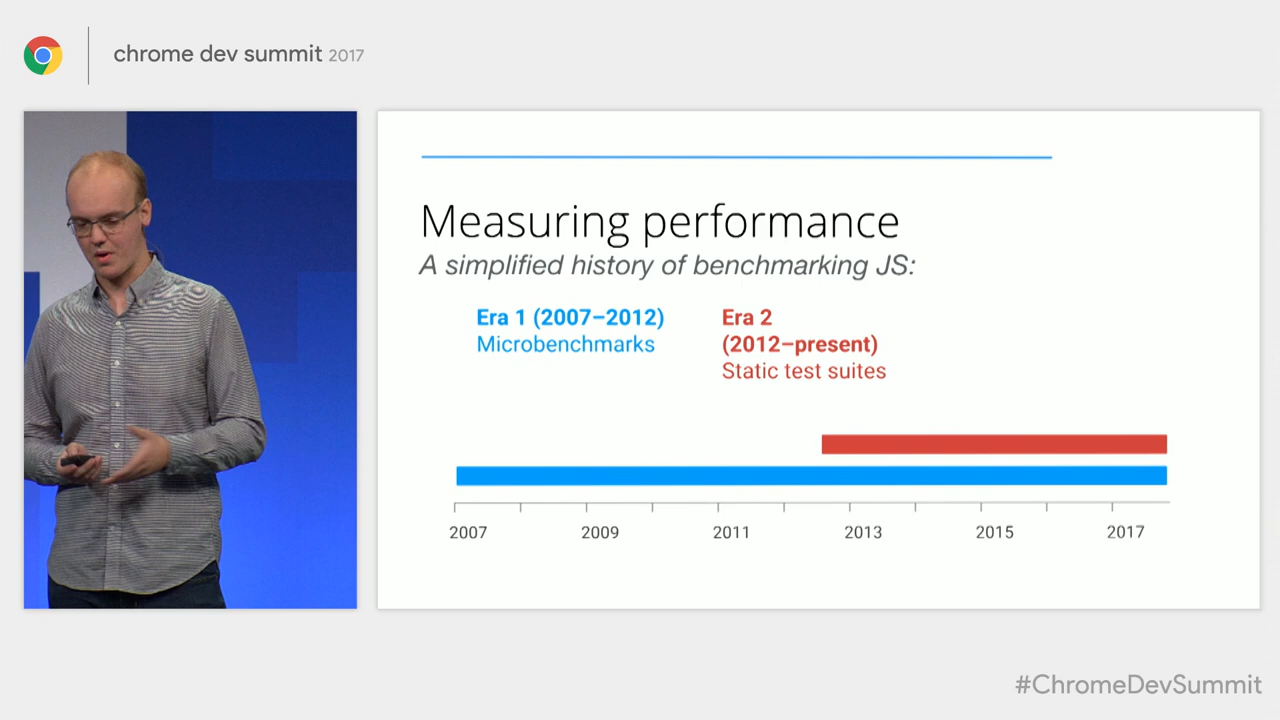 chrome dev summit 2017
Measuring performance
A simplified history of benchmarking JS:
Era 1 (2007–2012)
Microbenchmarks
Era 2
(2012–present)
Static test suites
2007 2009 2011 2013 2015 2017
#ChromeDevSummit